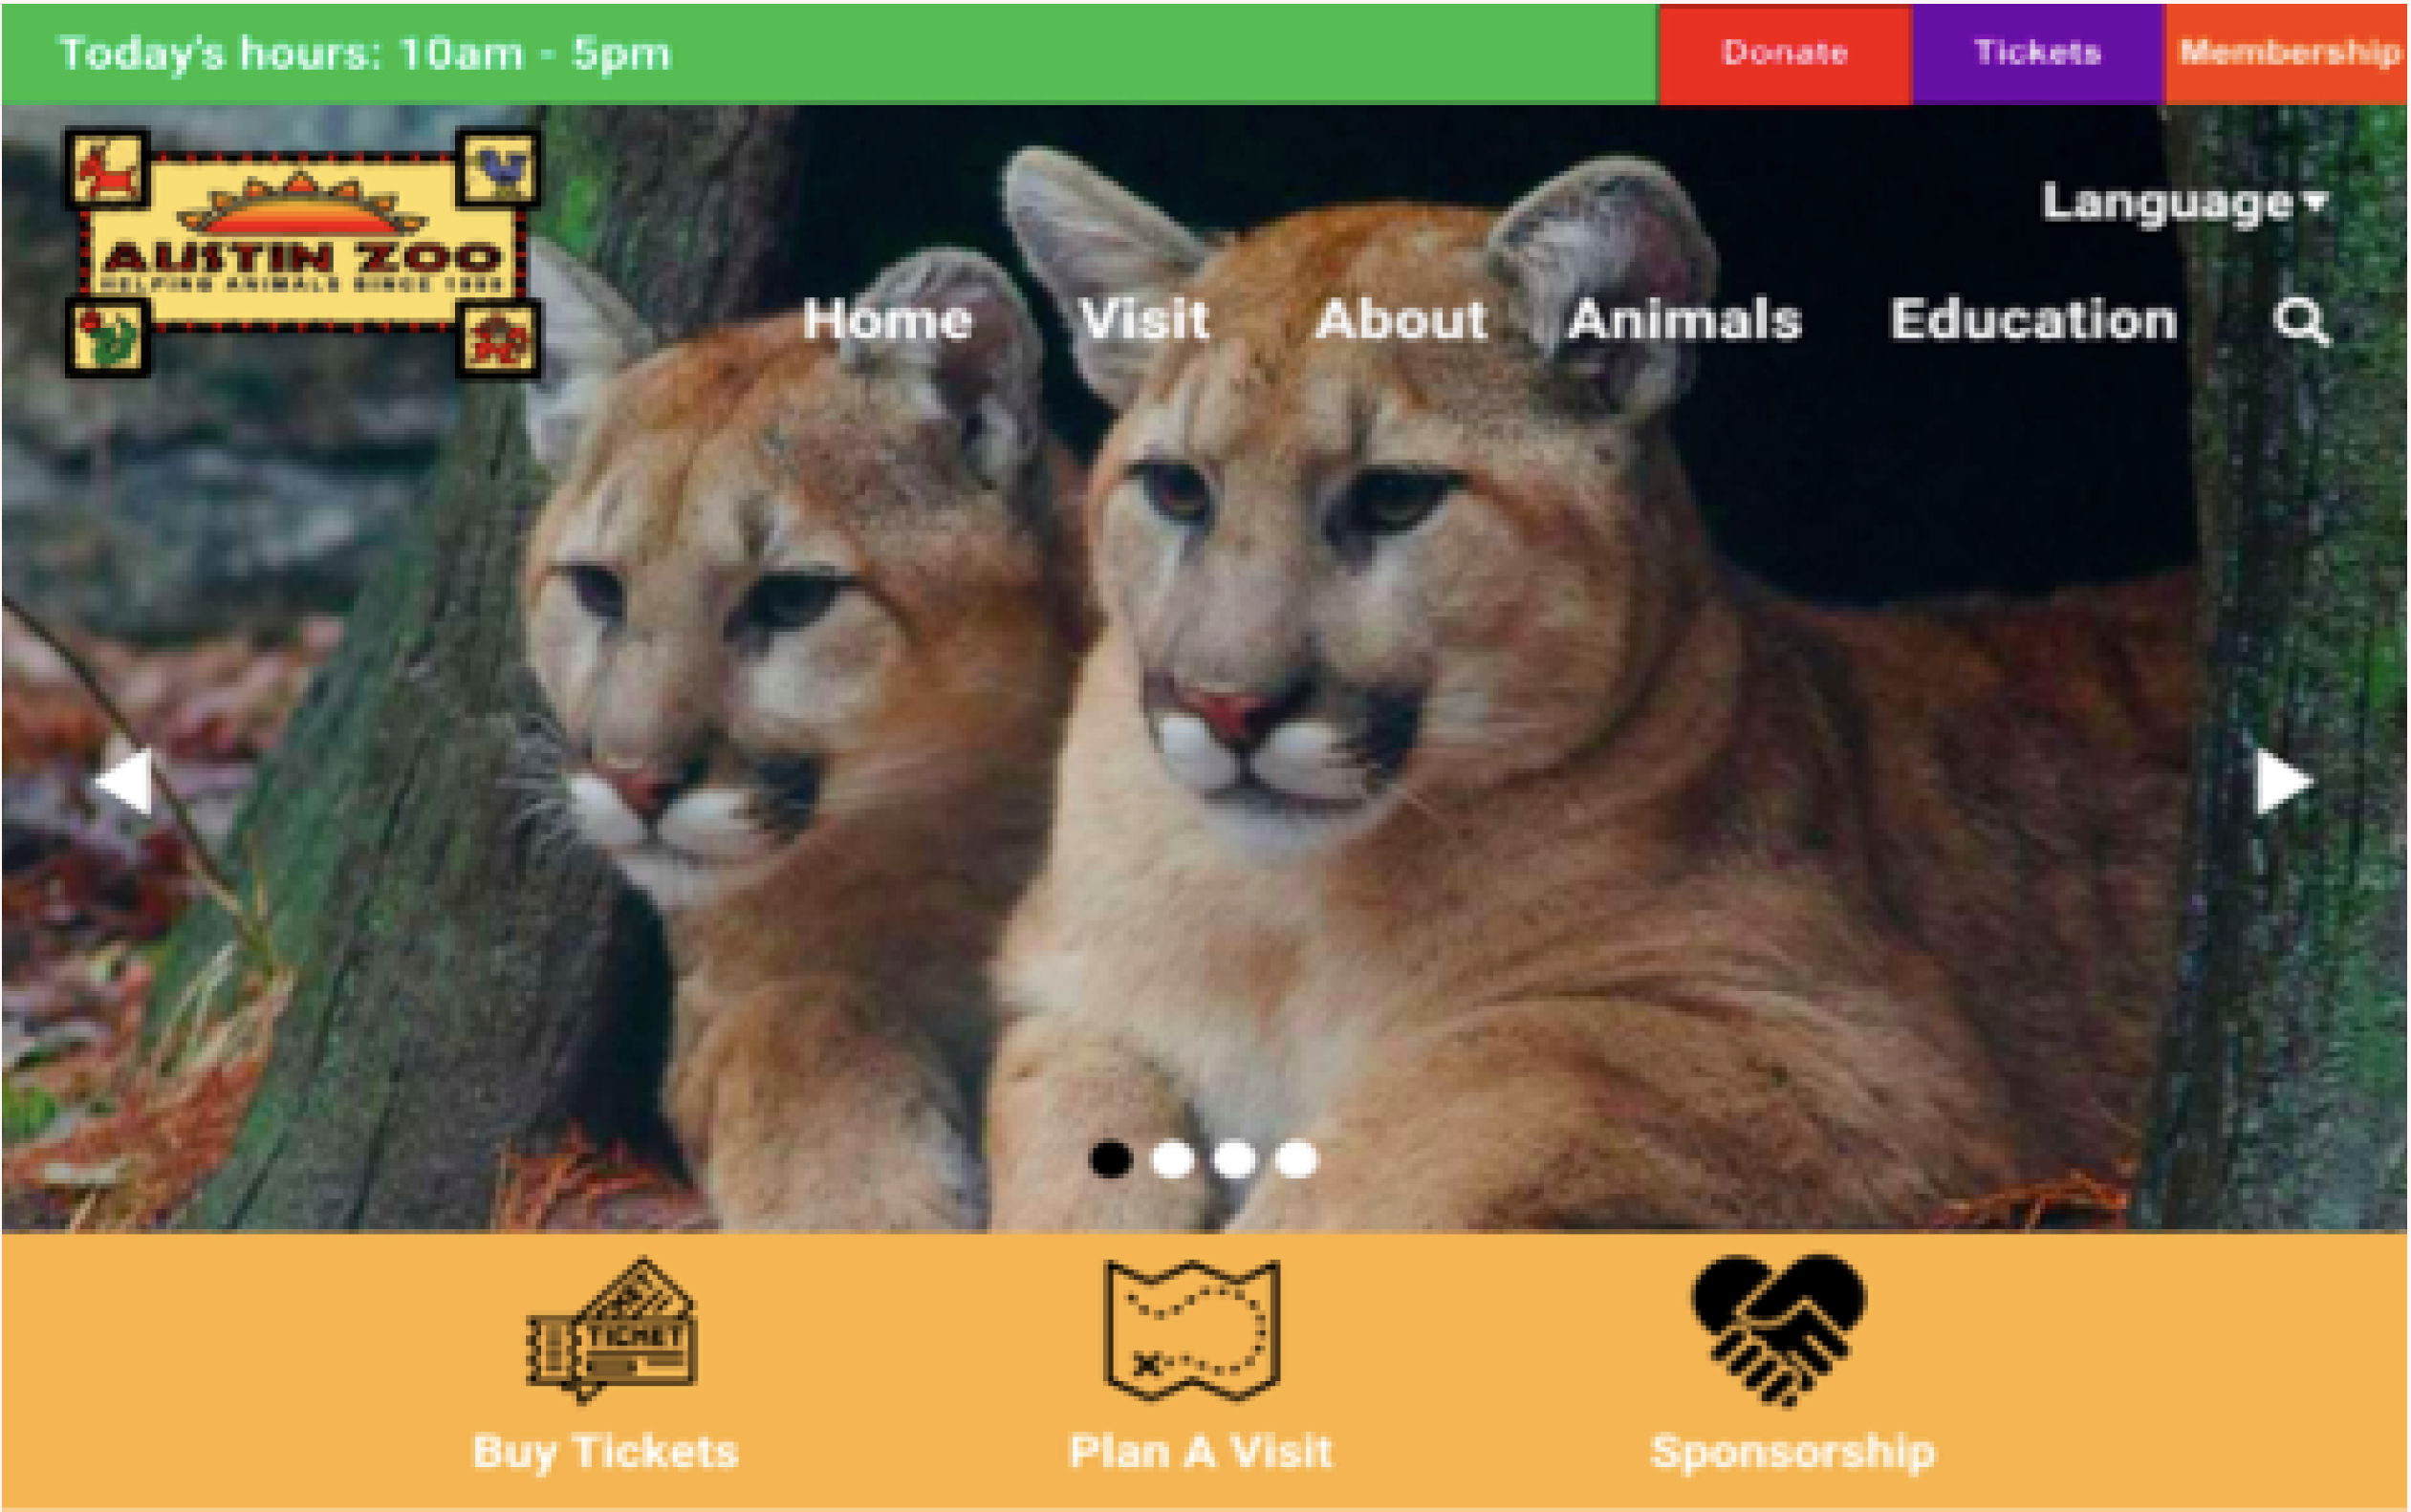 Today's hours: 10am - 5pm
Donate
Tickets
Membership
AUSTIN ZOO
HELPING ANIMALS SINCE
Language
Home Visit About Animals Education
TICKET
Buy Tickets
Plan A Visit
Sponsorship